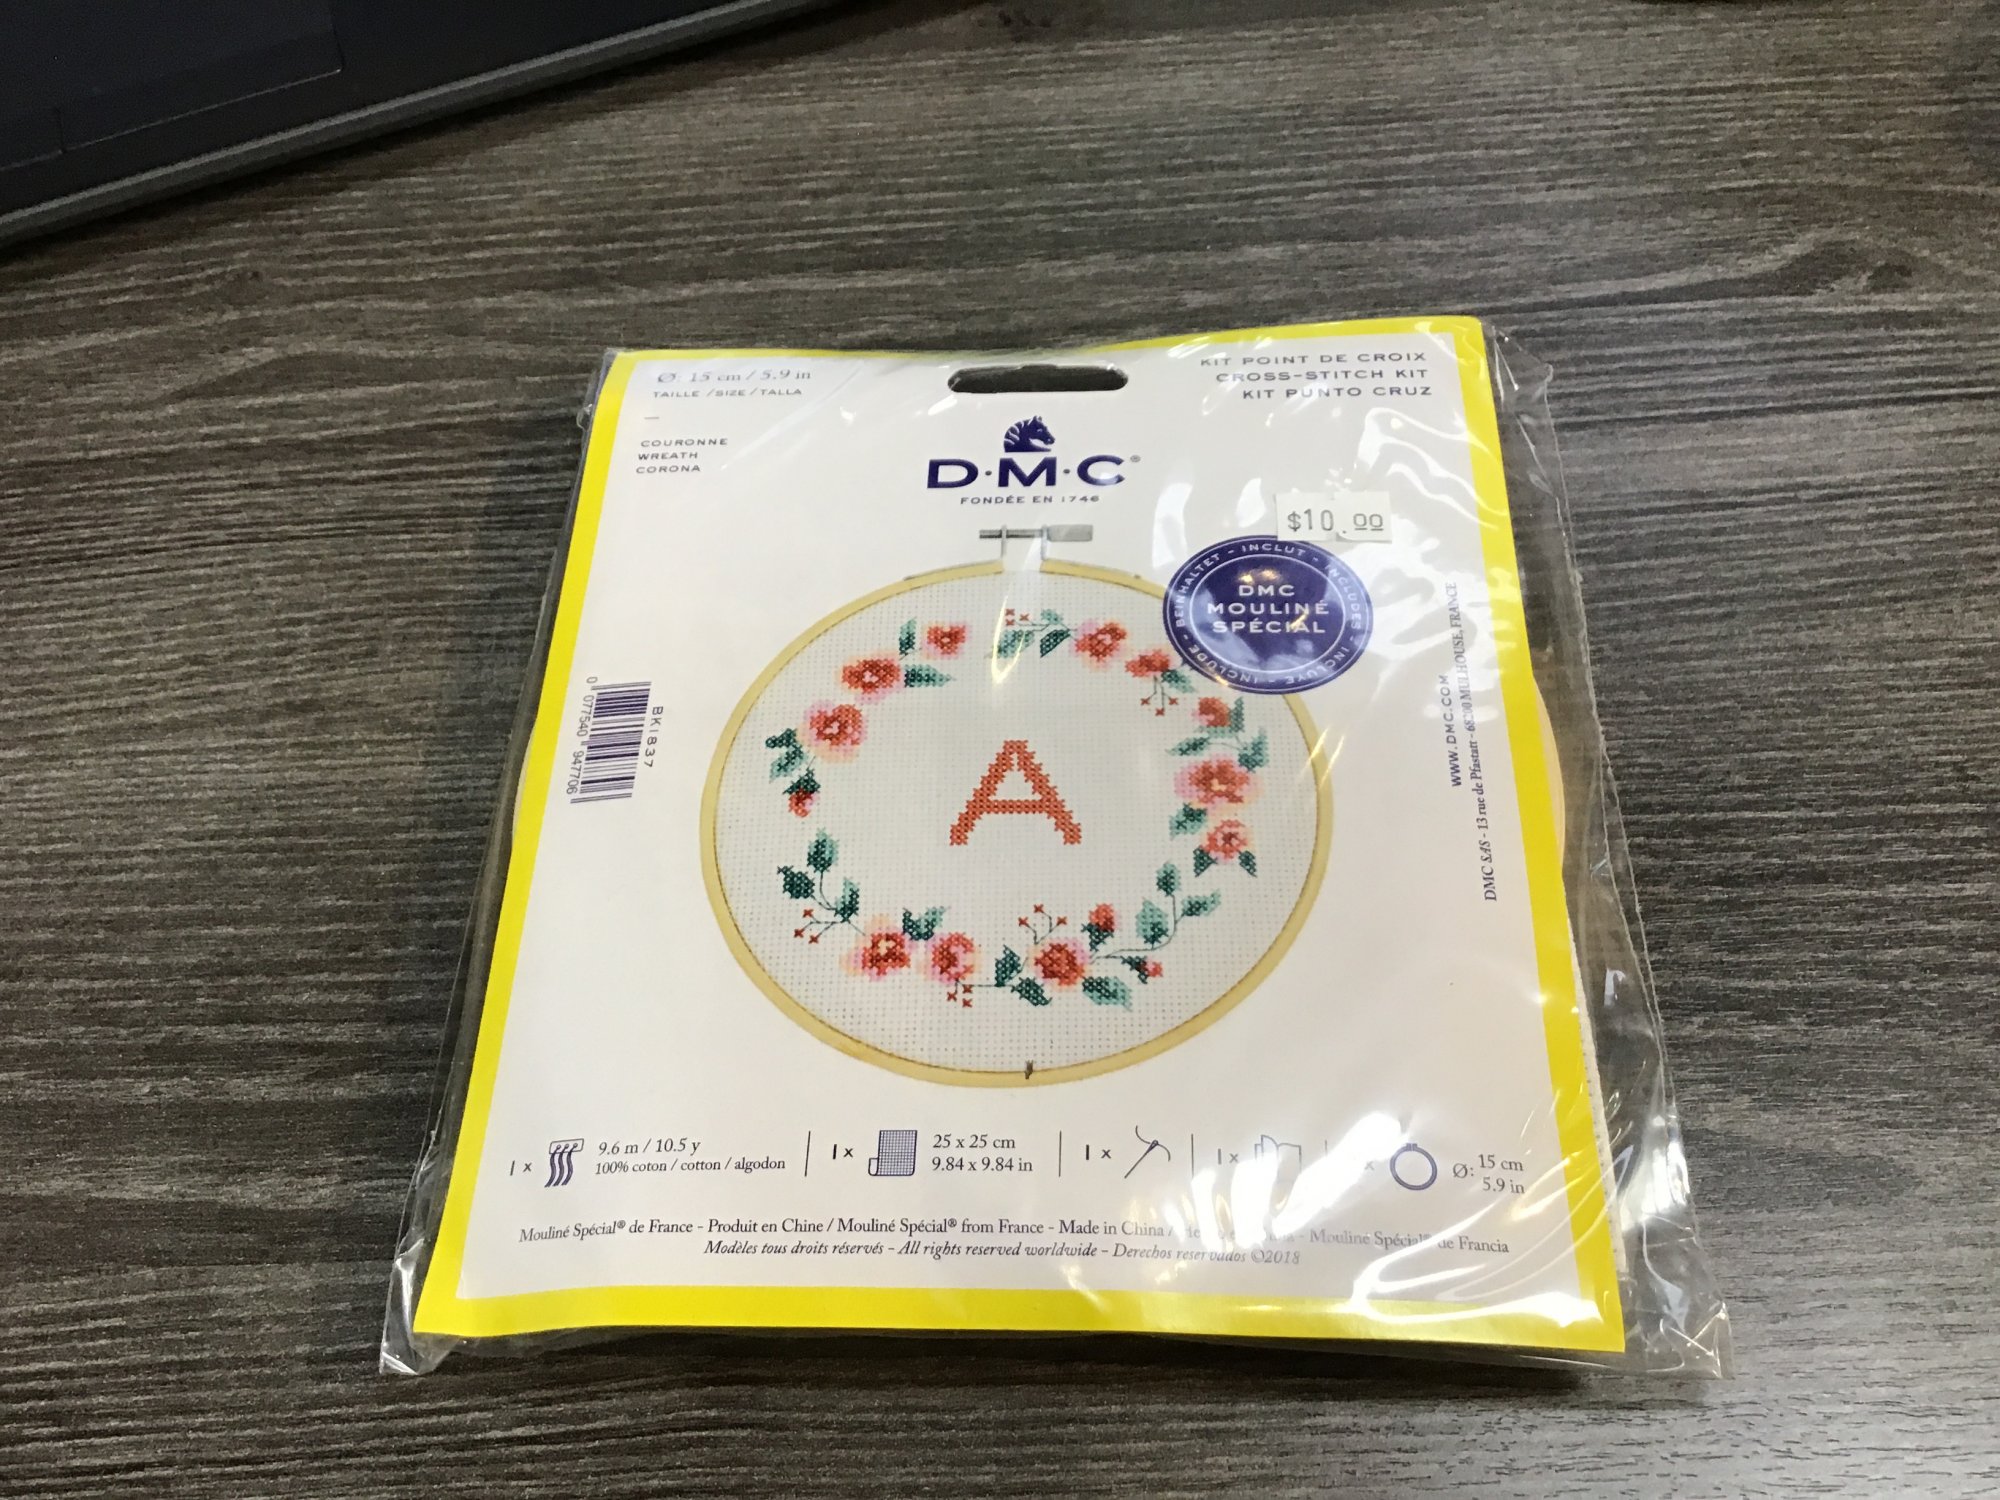 Ø: 15 cm / 5.9 in
TAILLE / SIZE / TALLA
COURONNE
WREATH
CORONA
KIT POINT DE CROIX
CROSS-STITCH KIT
KIT PUNTO CRUZ
D·M·C®
FONDÉE EN 1746
$10.00
BEINHALTET - INCLUT - INCLUDES - INCLUYE - INCLUDE -
DMC
MOULINÉ
SPÉCIAL
A
BK1837
0 077540 947706
WWW.DMC.COM
DMC SAS - 13 rue de Pfastatt - 68200 MULHOUSE, FRANCE
1 x
9.6 m / 10.5 y
100% coton / cotton / algodon
1 x
25 x 25 cm
9.84 x 9.84 in
1 x
1 x
x
Ø: 15 cm
5.9 in
Mouliné Spécial® de France - Produit en Chine / Mouliné Spécial® from France - Made in China / - Mouliné Spécial® de Francia
Modèles tous droits réservés - All rights reserved worldwide - Derechos reservados ©2018